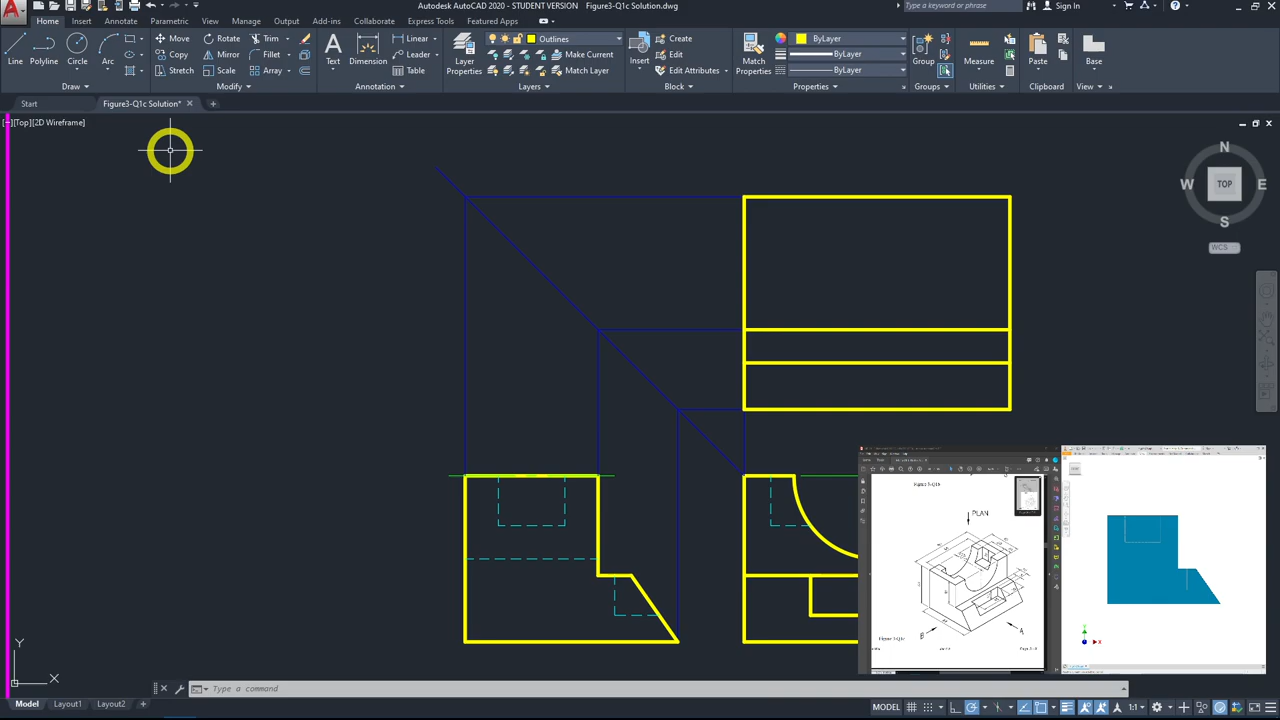 Autodesk AutoCAD 2020 - STUDENT VERSION Figure3-Q1c Solution.dwg
Type a keyword or phrase
Sign In
Home Insert Annotate Parametric View Manage Output Add-ins Collaborate Express Tools Featured Apps
Line Polyline Circle Arc
Move Rotate Trim
Copy Mirror Fillet
Stretch Scale Array
Text Dimension
Linear
Leader
Table
Layer Properties
Outlines
Make Current
Match Layer
Insert
Create
Edit
Edit Attributes
Match Properties
ByLayer
ByLayer
ByLayer
Group
Measure
Paste
Base
Draw Modify Annotation Layers Block Properties Groups Utilities Clipboard View
Start Figure3-Q1c Solution*
[−][Top][2D Wireframe]
N
W TOP E
S
WCS
PLAN
B A
Y
X
Type a command
Model Layout1 Layout2
MODEL 1:1